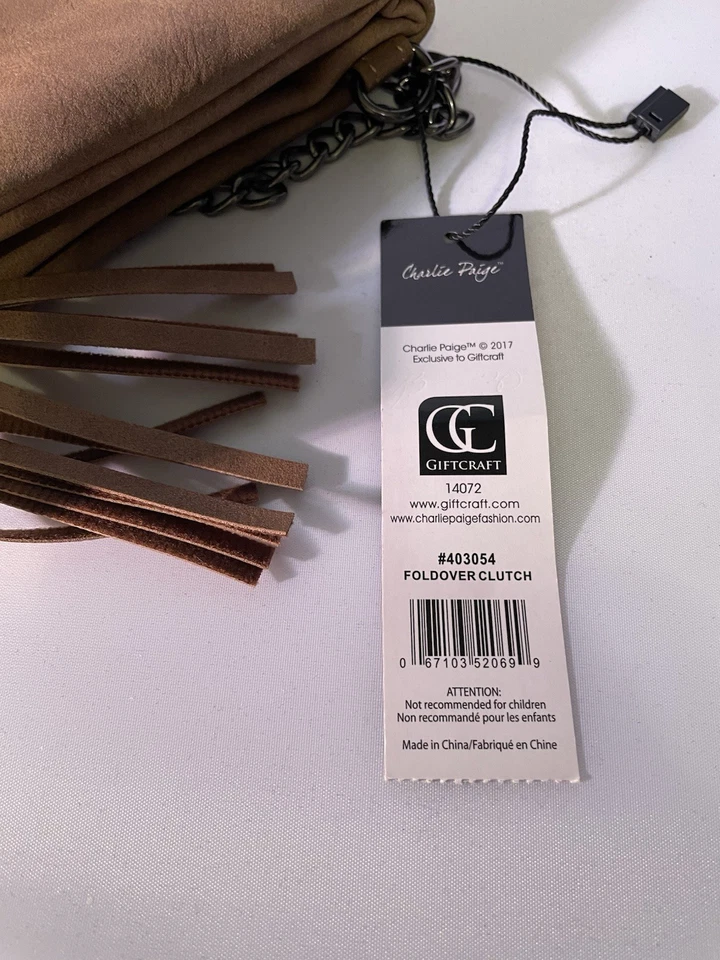 Charlie Paige™
Charlie Paige™ © 2017
Exclusive to Giftcraft
GC
GIFTCRAFT
14072
www.giftcraft.com
www.charliepaigefashion.com
#403054
FOLDOVER CLUTCH
0 67103 52069 9
ATTENTION:
Not recommended for children
Non recommandé pour les enfants
Made in China/Fabriqué en Chine